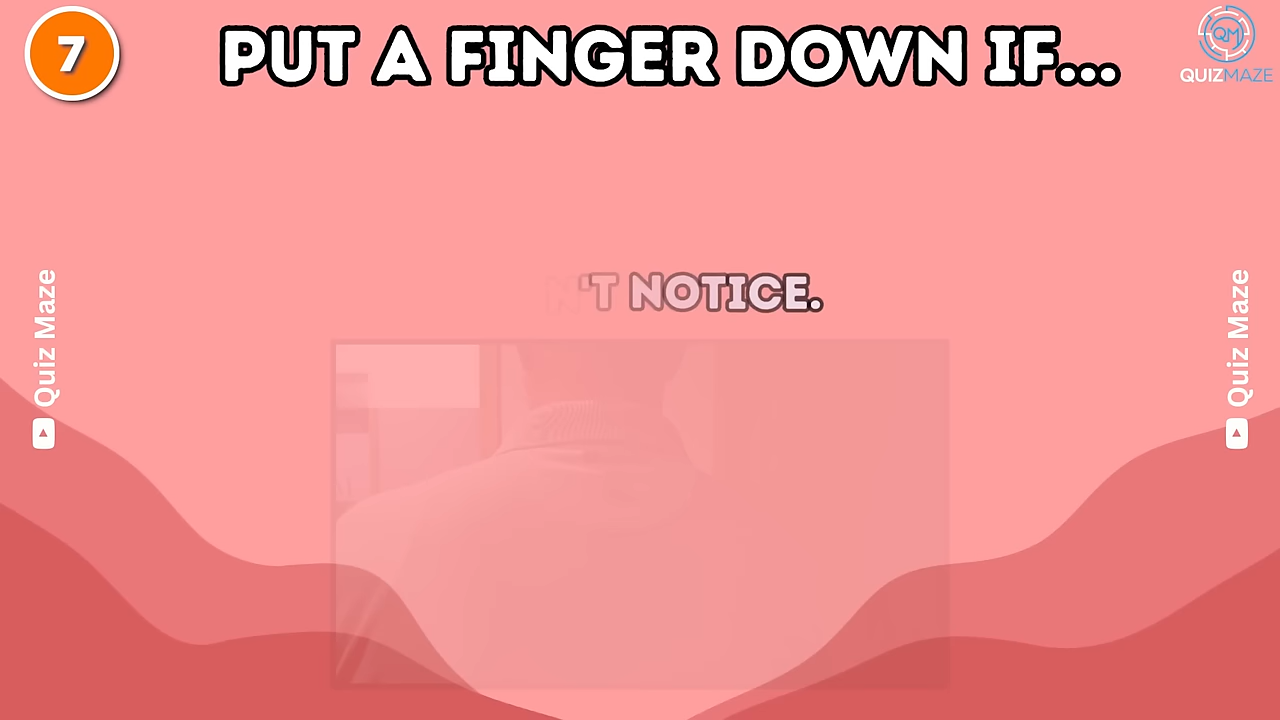 7
PUT A FINGER DOWN IF...
QM
QUIZMAZE
N'T NOTICE.
Quiz Maze
Quiz Maze